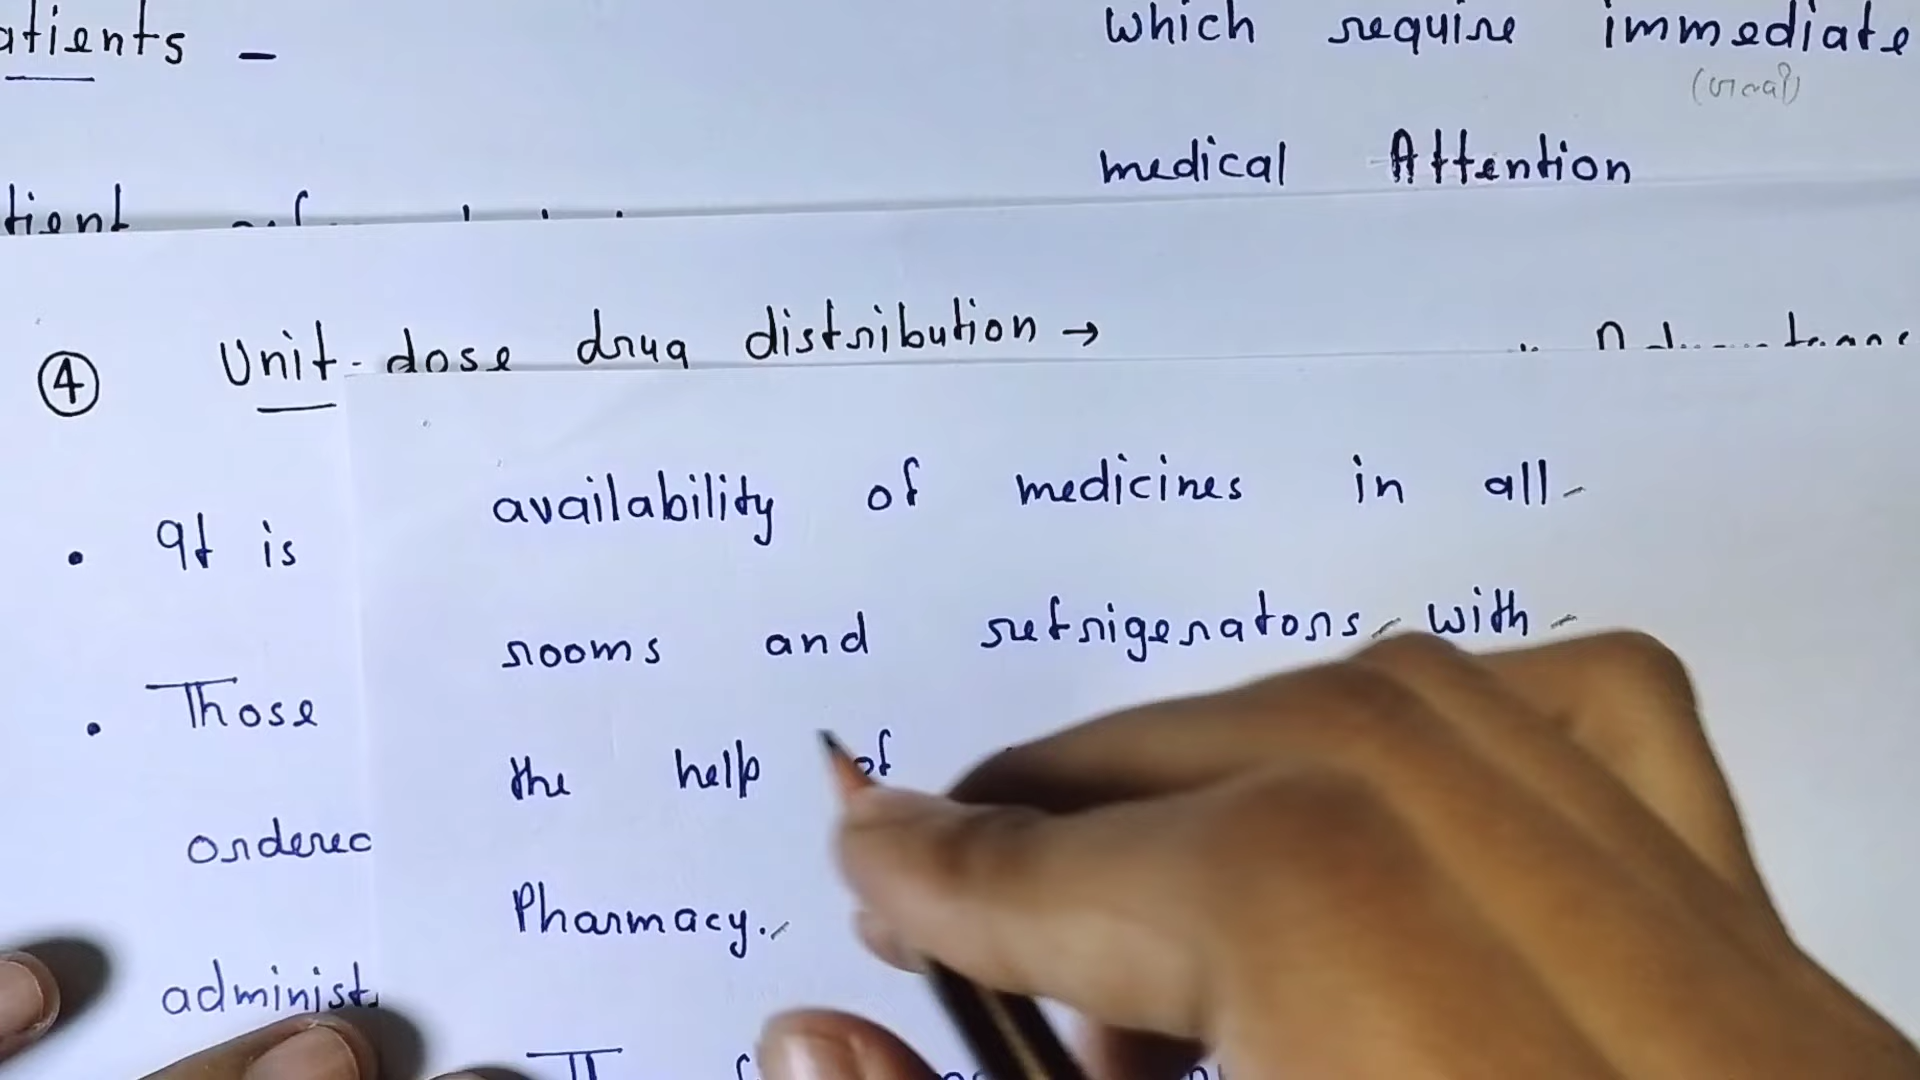 atients -
which require immediate
medical Attention
tient
④ Unit-dose drug distribution →
• It is
• Those
ordered
administ
availability of medicines in all
rooms and refrigerators with
the help of
Pharmacy.